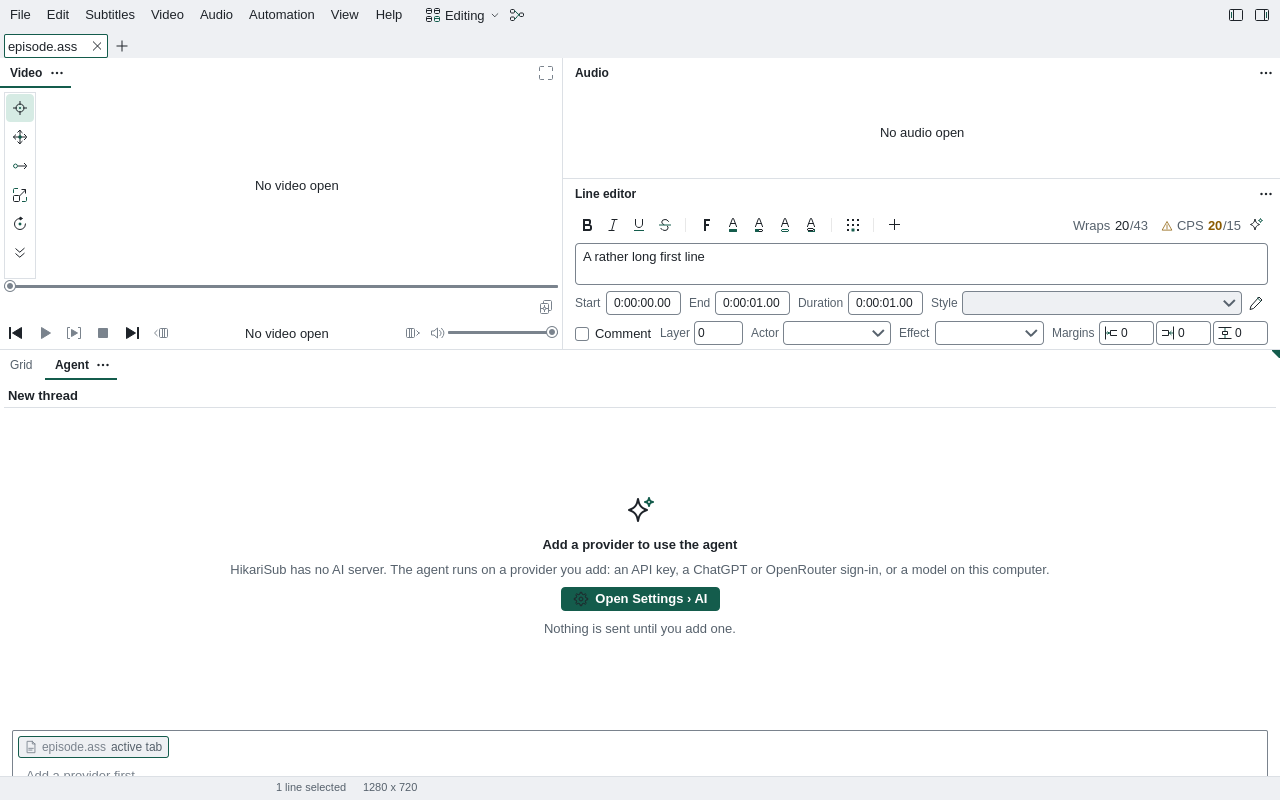 File Edit Subtitles Video Audio Automation View Help Editing
episode.ass
Video
Audio
No audio open
No video open
Line editor
B I U S F A A A A Wraps 20/43 CPS 20/15
A rather long first line
Start 0:00:00.00 End 0:00:01.00 Duration 0:00:01.00 Style
No video open
Comment Layer 0 Actor Effect Margins 0 0 0
Grid Agent
New thread
Add a provider to use the agent
HikariSub has no AI server. The agent runs on a provider you add: an API key, a ChatGPT or OpenRouter sign-in, or a model on this computer.
Open Settings › AI
Nothing is sent until you add one.
episode.ass active tab
Add a provider first
1 line selected 1280 x 720